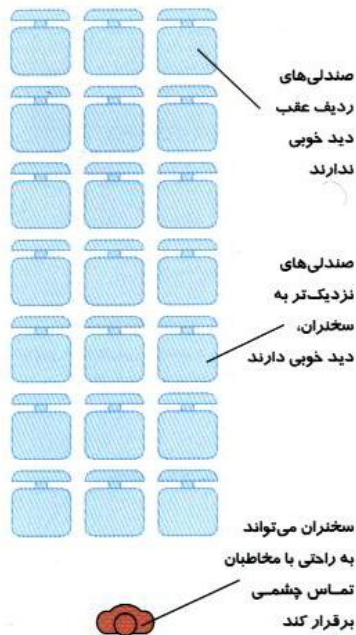 صندلی‌های
ردیف عقب
دید خوبی
ندارند
صندلی‌های
نزدیک‌تر به
سخنران،
دید خوبی دارند
سخنران می‌تواند
به راحتی با مخاطبان
تماس چشمی
برقرار کند